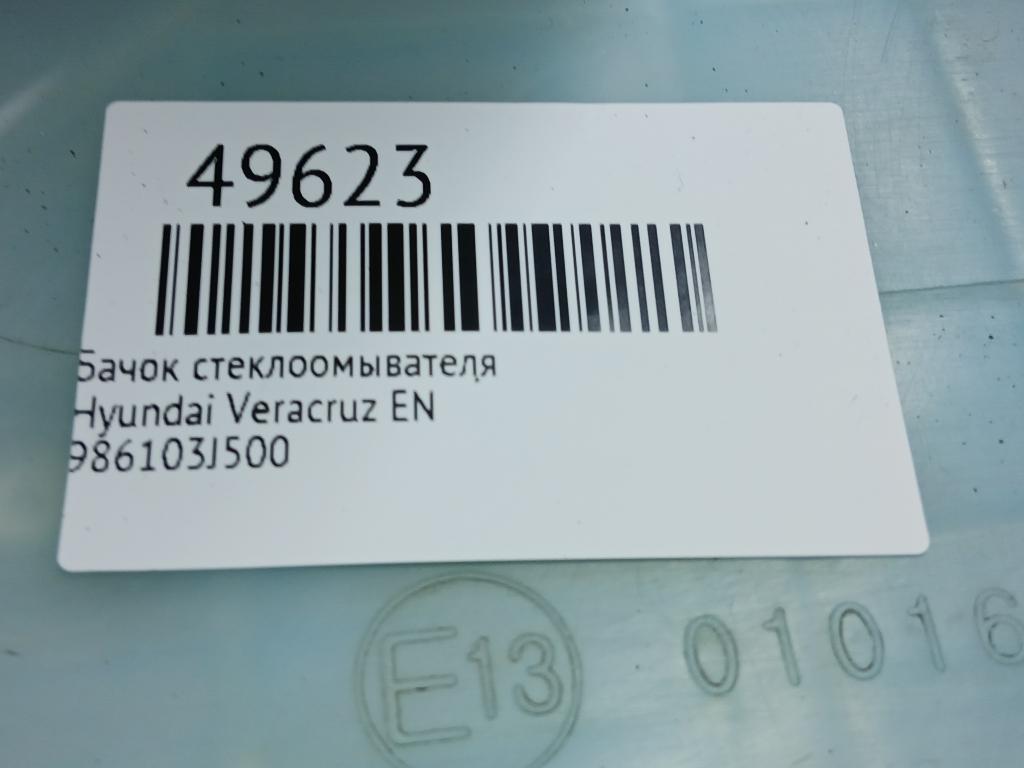 49623
Бачок стеклоомывателя
Hyundai Veracruz EN
986103J500
E13 01016